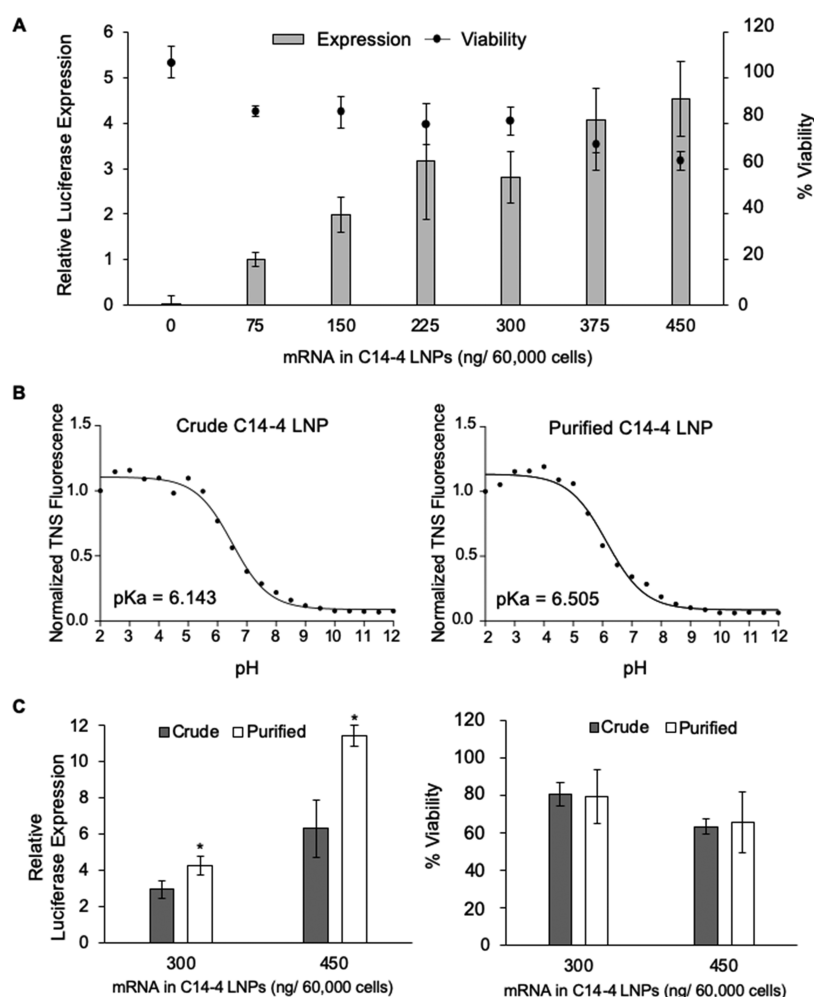 A
Expression Viability
Relative Luciferase Expression
6
5
4
3
2
1
0
120
100
80
60
40
20
0
% Viability
0 75 150 225 300 375 450
mRNA in C14-4 LNPs (ng/ 60,000 cells)
B
Crude C14-4 LNP
Normalized TNS Fluorescence
1.5
1.0
0.5
0.0
pKa = 6.143
2 3 4 5 6 7 8 9 10 11 12
pH
Purified C14-4 LNP
Normalized TNS Fluorescence
1.5
1.0
0.5
0.0
pKa = 6.505
2 3 4 5 6 7 8 9 10 11 12
pH
C
Crude Purified
Relative
Luciferase Expression
12
10
8
6
4
2
0
*
*
300 450
mRNA in C14-4 LNPs (ng/ 60,000 cells)
Crude Purified
% Viability
120
100
80
60
40
20
0
300 450
mRNA in C14-4 LNPs (ng/ 60,000 cells)